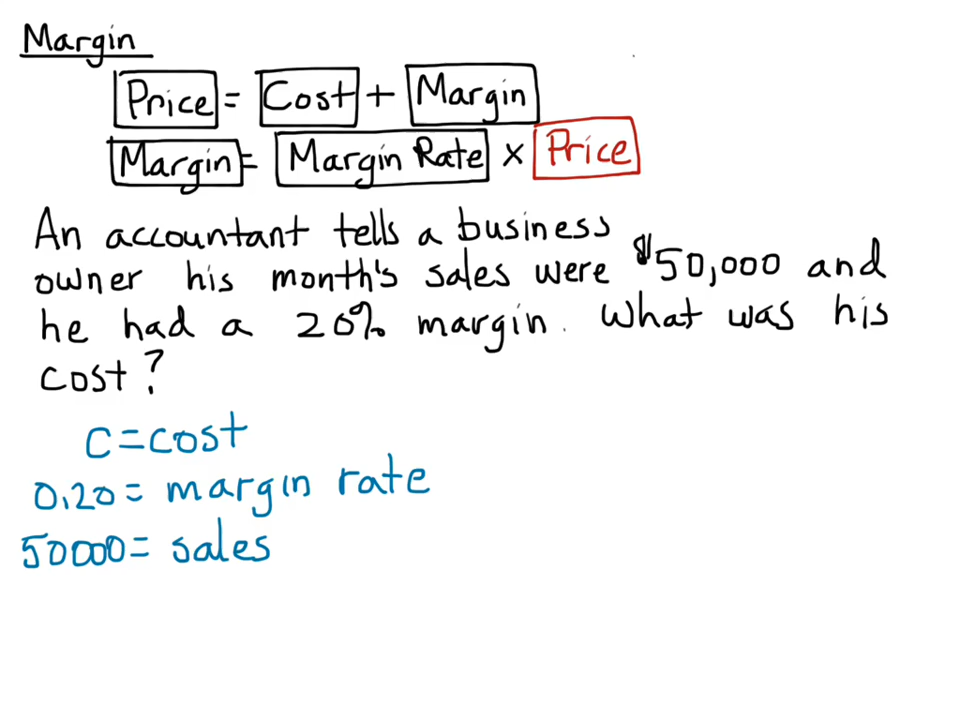 Margin
Price = Cost + Margin
Margin = Margin Rate × Price
An accountant tells a business
owner his month's sales were $50,000 and
he had a 20% margin. What was his
cost?
C = cost
0.20 = margin rate
50000 = sales